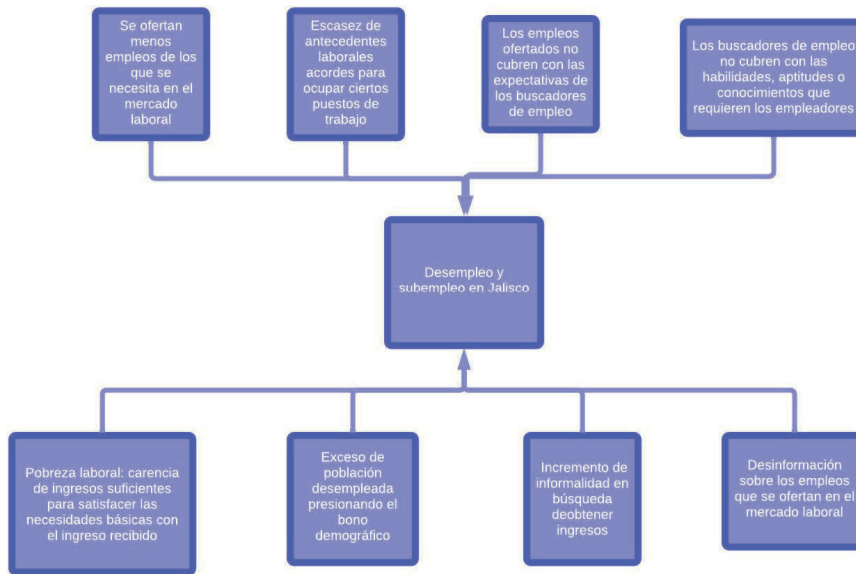 Se ofertan
menos
empleos de los
que se
necesita en el
mercado
laboral
Escasez de
antecedentes
laborales
acordes para
ocupar ciertos
puestos de
trabajo
Los empleos
ofertados no
cubren con las
expectativas de
los buscadores
de empleo
Los buscadores de empleo
no cubren con las
habilidades, aptitudes o
conocimientos que
requieren los empleadores
Desempleo y
subempleo en Jalisco
Pobreza laboral: carencia
de ingresos suficientes
para satisfacer las
necesidades básicas con
el ingreso recibido
Exceso de
población
desempleada
presionando el
bono
demográfico
Incremento de
informalidad en
búsqueda
deobtener
ingresos
Desinformación
sobre los empleos
que se ofertan en el
mercado laboral